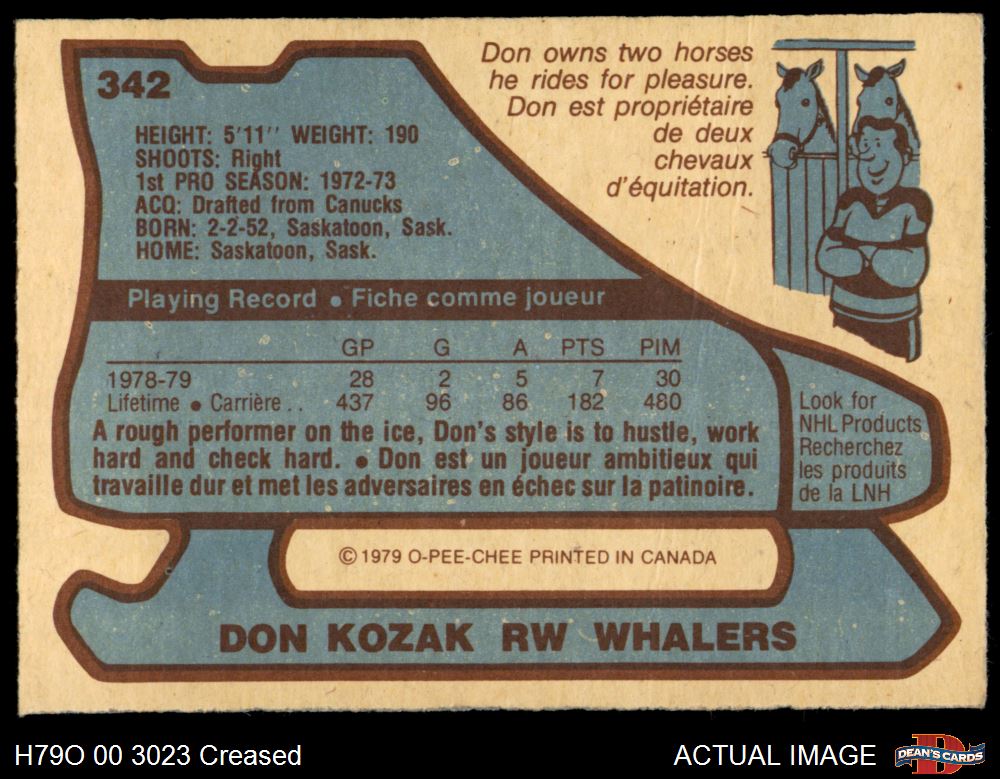 342
Don owns two horses
he rides for pleasure.
Don est propriétaire
de deux
chevaux
d'équitation.
HEIGHT: 5'11'' WEIGHT: 190
SHOOTS: Right
1st PRO SEASON: 1972-73
ACQ: Drafted from Canucks
BORN: 2-2-52, Saskatoon, Sask.
HOME: Saskatoon, Sask.
Playing Record ● Fiche comme joueur
GP G A PTS PIM
1978-79 28 2 5 7 30
Lifetime ● Carrière .. 437 96 86 182 480
A rough performer on the ice, Don's style is to hustle, work
hard and check hard. ● Don est un joueur ambitieux qui
travaille dur et met les adversaires en échec sur la patinoire.
Look for
NHL Products
Recherchez
les produits
de la LNH
© 1979 O-PEE-CHEE PRINTED IN CANADA
DON KOZAK RW WHALERS
H79O 00 3023 Creased
ACTUAL IMAGE
DEAN'S CARDS